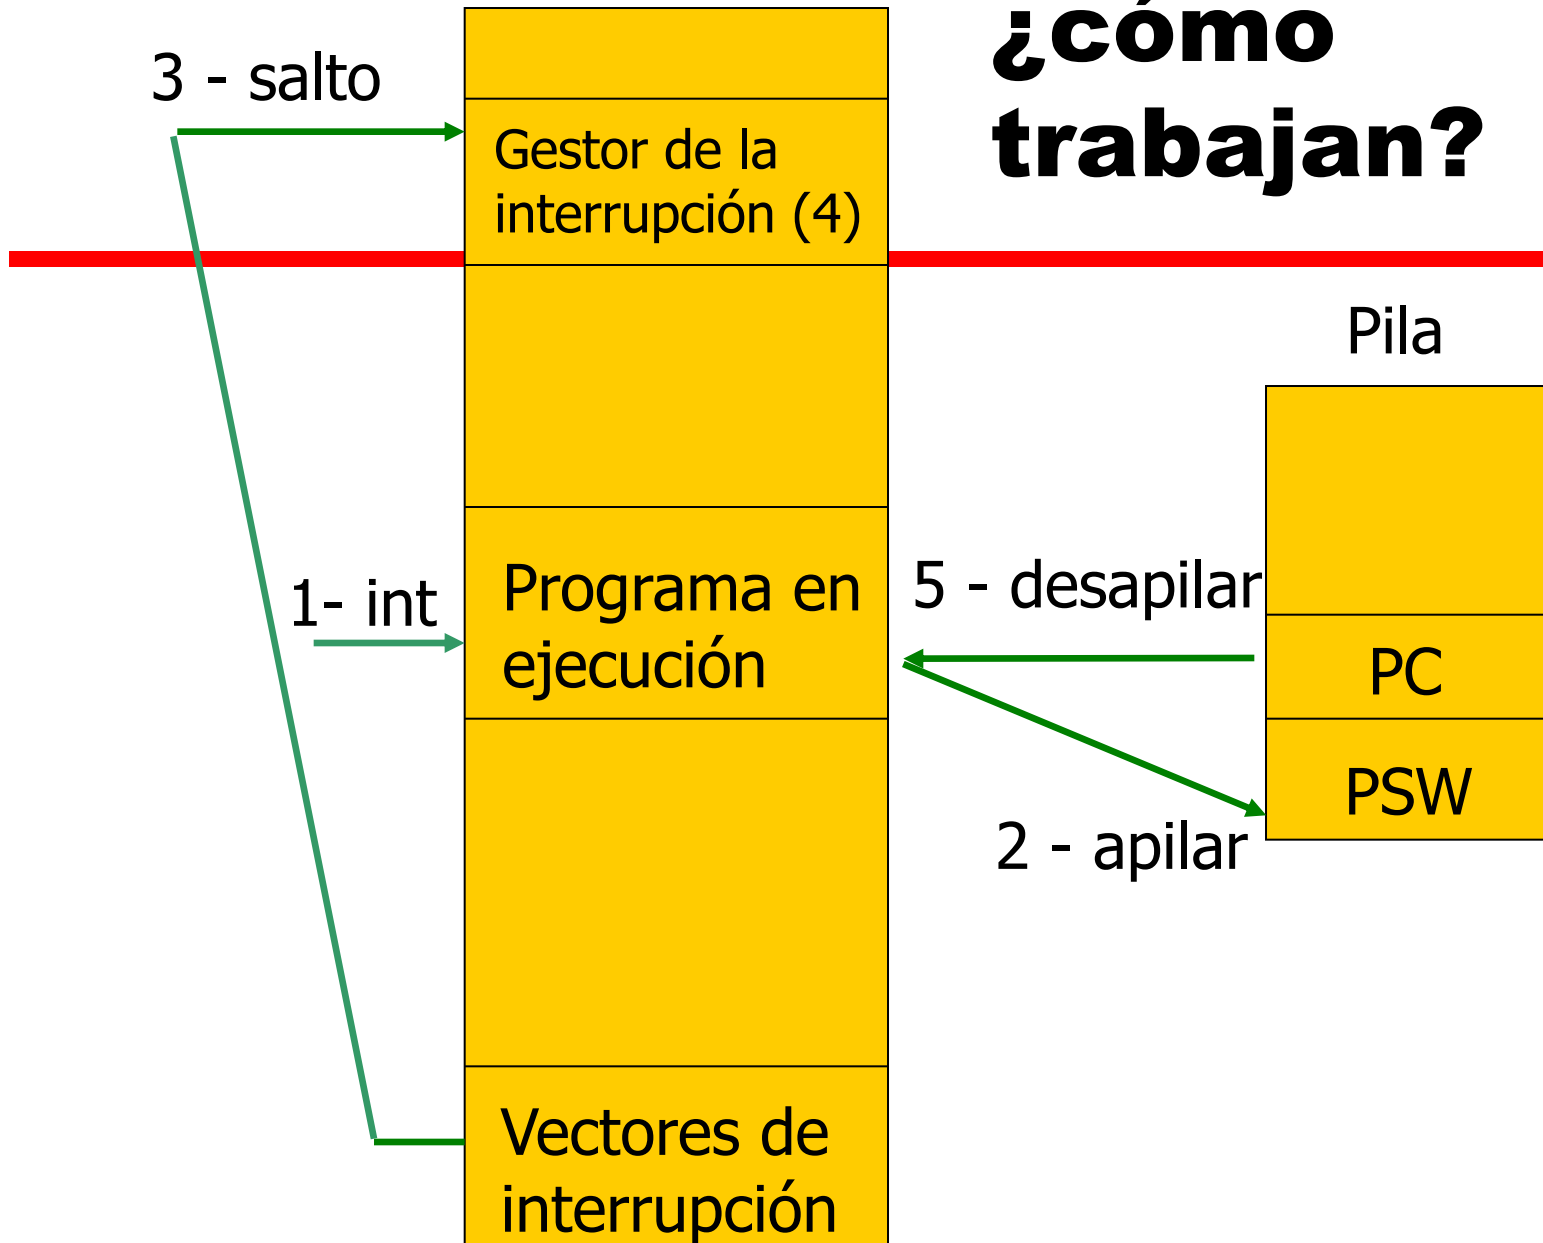 ¿cómo
trabajan?
3 - salto
Gestor de la
interrupción (4)
Pila
1- int
Programa en
ejecución
5 - desapilar
PC
PSW
2 - apilar
Vectores de
interrupción